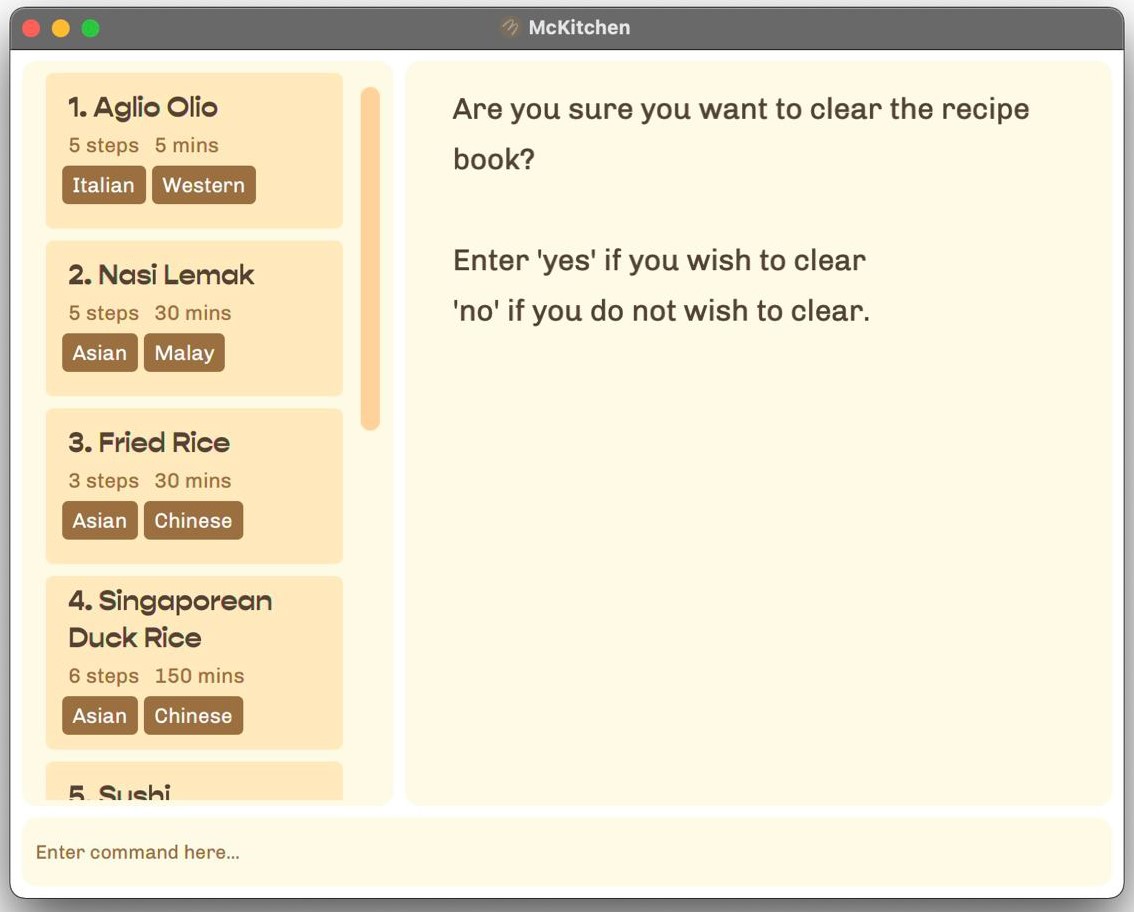 McKitchen
1. Aglio Olio
5 steps 5 mins
Italian Western
2. Nasi Lemak
5 steps 30 mins
Asian Malay
3. Fried Rice
3 steps 30 mins
Asian Chinese
4. Singaporean
Duck Rice
6 steps 150 mins
Asian Chinese
5. Sushi
Are you sure you want to clear the recipe
book?
Enter 'yes' if you wish to clear
'no' if you do not wish to clear.
Enter command here...